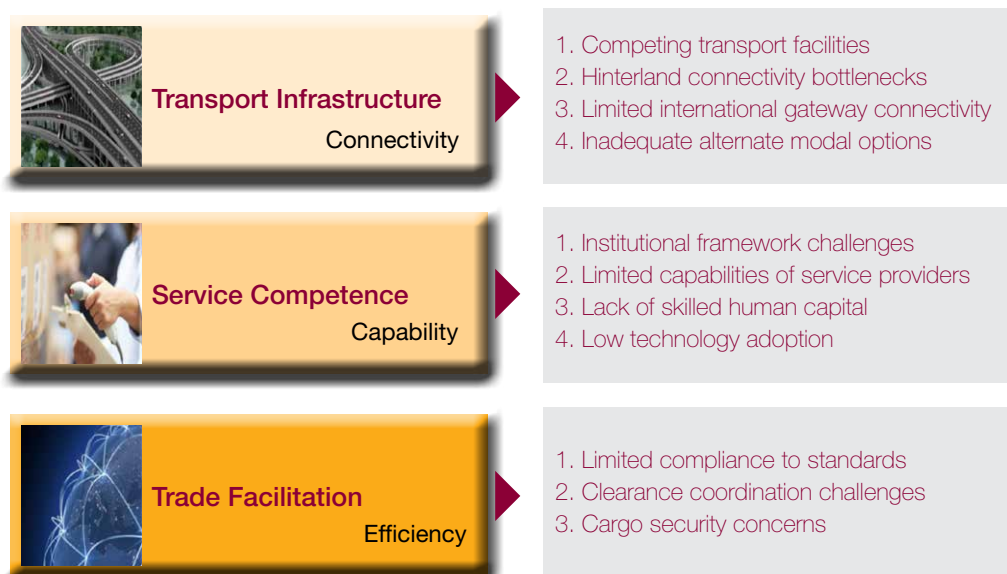 Transport Infrastructure
Connectivity
1. Competing transport facilities
2. Hinterland connectivity bottlenecks
3. Limited international gateway connectivity
4. Inadequate alternate modal options
Service Competence
Capability
1. Institutional framework challenges
2. Limited capabilities of service providers
3. Lack of skilled human capital
4. Low technology adoption
Trade Facilitation
Efficiency
1. Limited compliance to standards
2. Clearance coordination challenges
3. Cargo security concerns